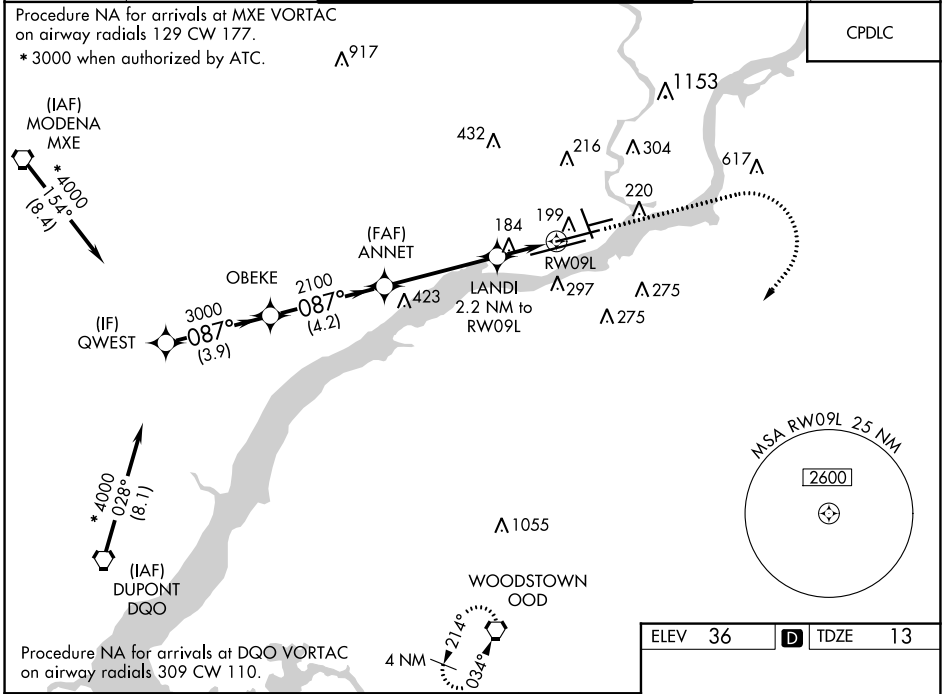 Procedure NA for arrivals at MXE VORTAC
on airway radials 129 CW 177.
* 3000 when authorized by ATC.
CPDLC
917
1153
(IAF)
MODENA
MXE
* 4000
154°
(8.4)
432
216
304
617
220
199
184
RW09L
(FAF)
ANNET
OBEKE
2100
087°
(4.2)
423
LANDI
2.2 NM to
RW09L
297
275
275
(IF)
QWEST
3000
087°
(3.9)
MSA RW09L 25 NM
2600
* 4000
028°
(8.1)
1055
(IAF)
DUPONT
DQO
WOODSTOWN
OOD
214°
034°
4 NM
Procedure NA for arrivals at DQO VORTAC
on airway radials 309 CW 110.
ELEV 36 D TDZE 13